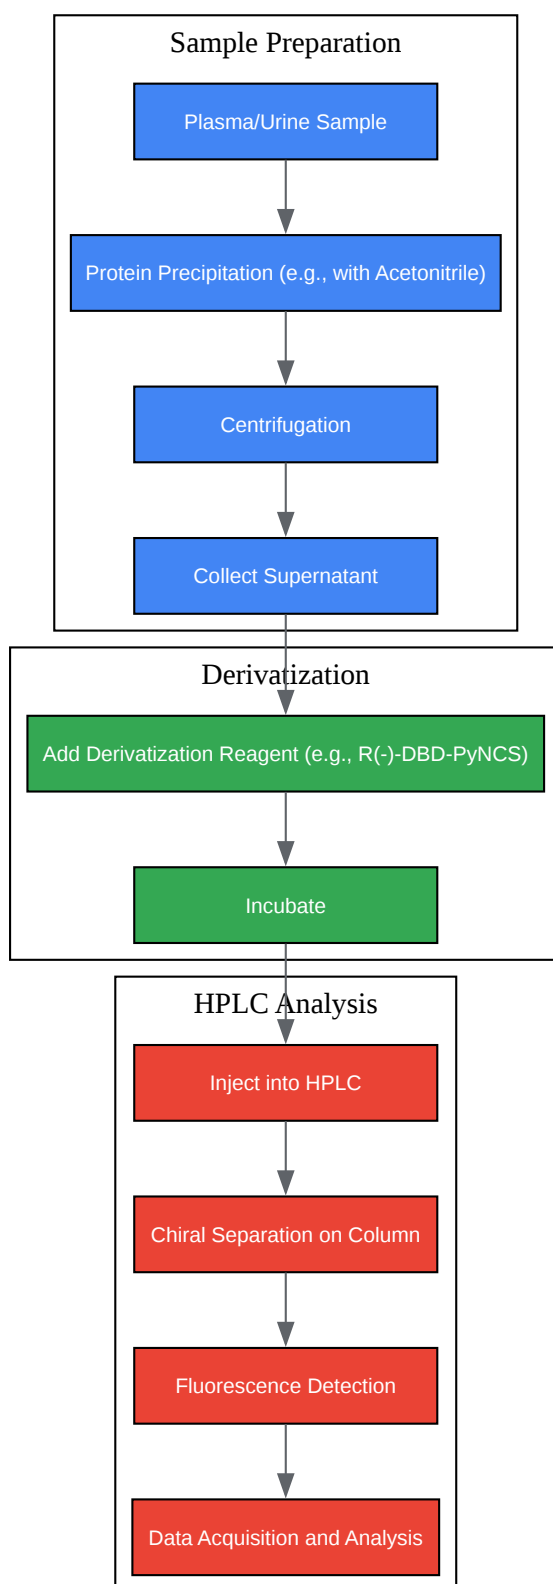 Sample Preparation
Plasma/Urine Sample
Protein Precipitation (e.g., with Acetonitrile)
Centrifugation
Collect Supernatant
Derivatization
Add Derivatization Reagent (e.g., R(-)-DBD-PyNCS)
Incubate
HPLC Analysis
Inject into HPLC
Chiral Separation on Column
Fluorescence Detection
Data Acquisition and Analysis